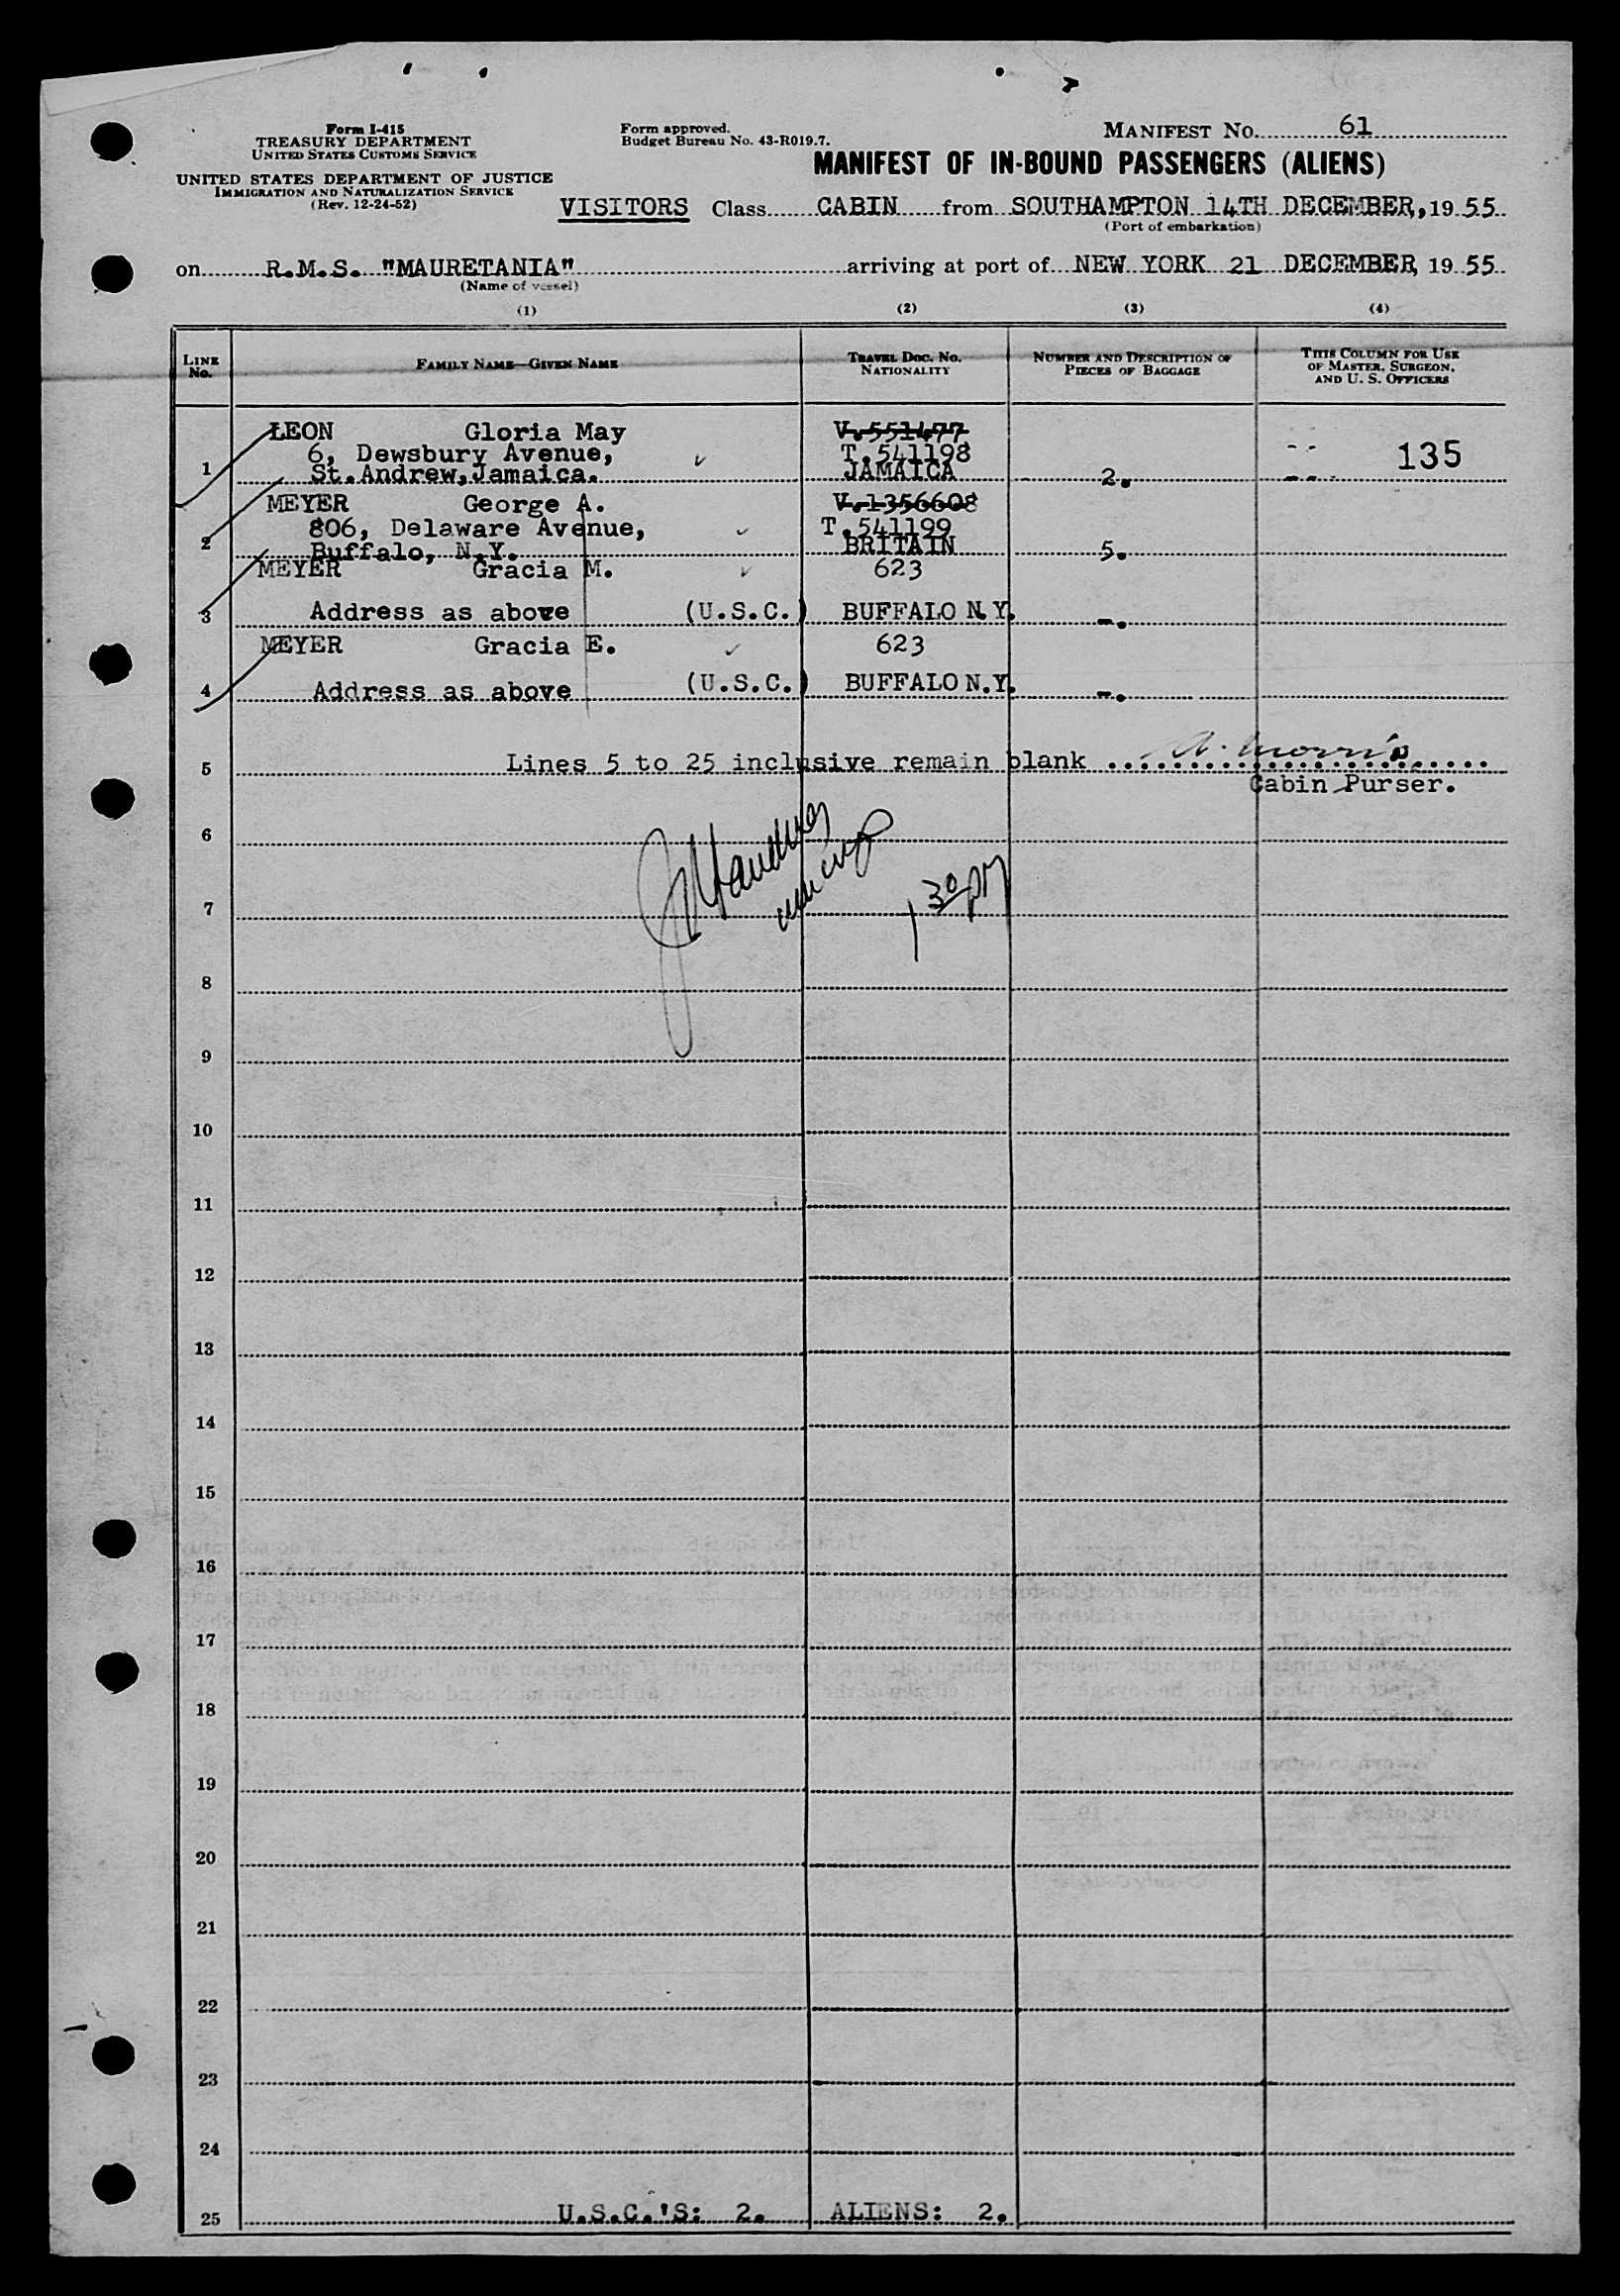 Form I-415
TREASURY DEPARTMENT
UNITED STATES CUSTOMS SERVICE
UNITED STATES DEPARTMENT OF JUSTICE
IMMIGRATION AND NATURALIZATION SERVICE
(Rev. 12-24-52)
Form approved.
Budget Bureau No. 43-R019.7.
MANIFEST NO. 61
MANIFEST OF IN-BOUND PASSENGERS (ALIENS)
VISITORS Class CABIN from SOUTHAMPTON 14TH DECEMBER, 19 55
(Port of embarkation)
on R.M.S. "MAURETANIA" arriving at port of NEW YORK 21 DECEMBER, 19 55
(Name of vessel)
(1) (2) (3) (4)
LINE No. FAMILY NAME—GIVEN NAME TRAVEL DOC. NO. NATIONALITY NUMBER AND DESCRIPTION OF PIECES OF BAGGAGE THIS COLUMN FOR USE OF MASTER, SURGEON, AND U. S. OFFICERS
LEON Gloria May V.551477
6, Dewsbury Avenue, T.541198 135
1 St.Andrew,Jamaica. JAMAICA 2.
MEYER George A. V.1356608
806, Delaware Avenue, T.541199
2 Buffalo, N.Y. BRITAIN 5.
MEYER Gracia M. 623
3 Address as above (U.S.C.) BUFFALO N.Y. -.
MEYER Gracia E. 623
4 Address as above (U.S.C.) BUFFALO N.Y. -.
5 Lines 5 to 25 inclusive remain blank
Cabin Purser.
6
7 1 30 PM
8
9
10
11
12
13
14
15
16
17
18
19
20
21
22
23
24
25 U.S.C.'S: 2. ALIENS: 2.